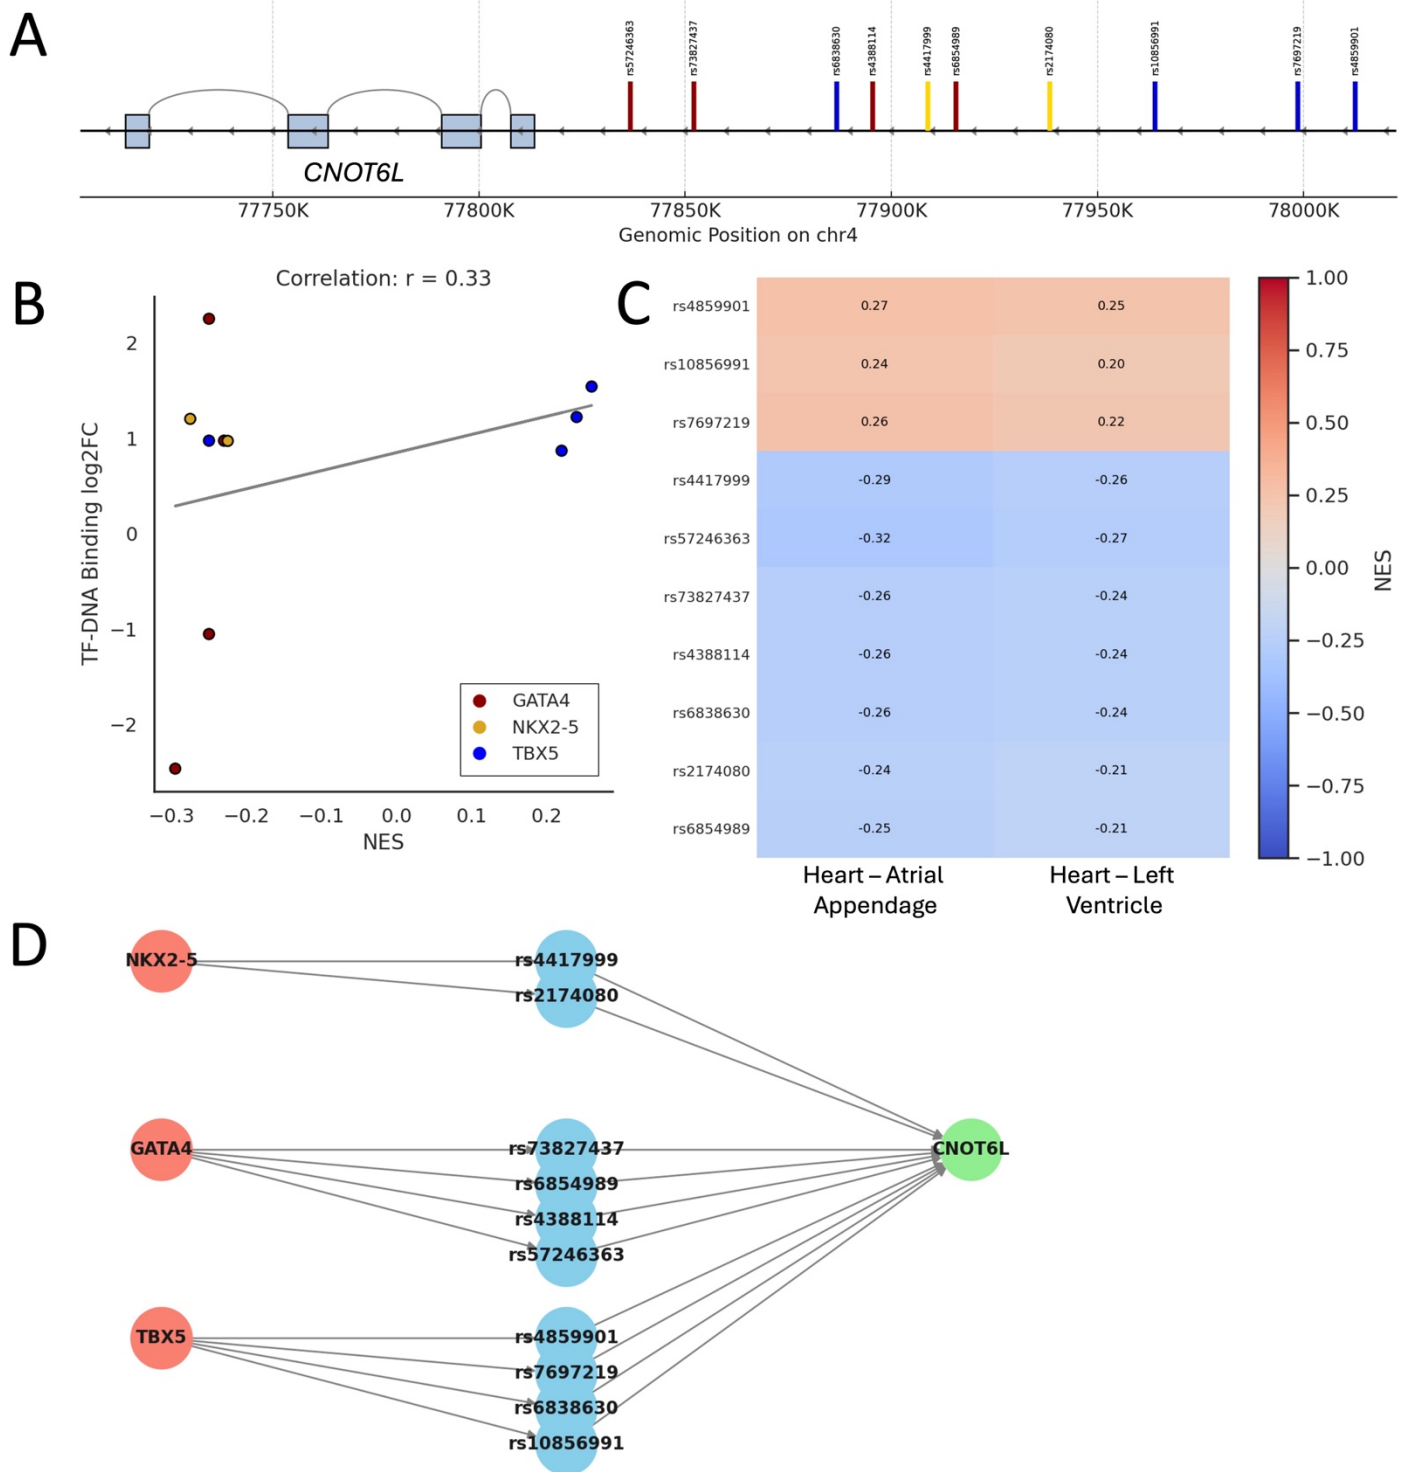 A
rs57246363
rs73827437
rs6838630
rs4388114
rs4417999
rs6854989
rs2174080
rs10856991
rs7697219
rs4859901
CNOT6L
77750K 77800K 77850K 77900K 77950K 78000K
Genomic Position on chr4
B
Correlation: r = 0.33
TF-DNA Binding log2FC
2
1
0
−1
−2
GATA4
NKX2-5
TBX5
−0.3 −0.2 −0.1 0.0 0.1 0.2
NES
C
rs4859901 0.27 0.25
rs10856991 0.24 0.20
rs7697219 0.26 0.22
rs4417999 -0.29 -0.26
rs57246363 -0.32 -0.27
rs73827437 -0.26 -0.24
rs4388114 -0.26 -0.24
rs6838630 -0.26 -0.24
rs2174080 -0.24 -0.21
rs6854989 -0.25 -0.21
Heart – Atrial
Appendage
Heart – Left
Ventricle
1.00
0.75
0.50
0.25
0.00
−0.25
−0.50
−0.75
−1.00
NES
D
NKX2-5
rs4417999
rs2174080
GATA4
rs73827437
rs6854989
rs4388114
rs57246363
CNOT6L
TBX5
rs4859901
rs7697219
rs6838630
rs10856991